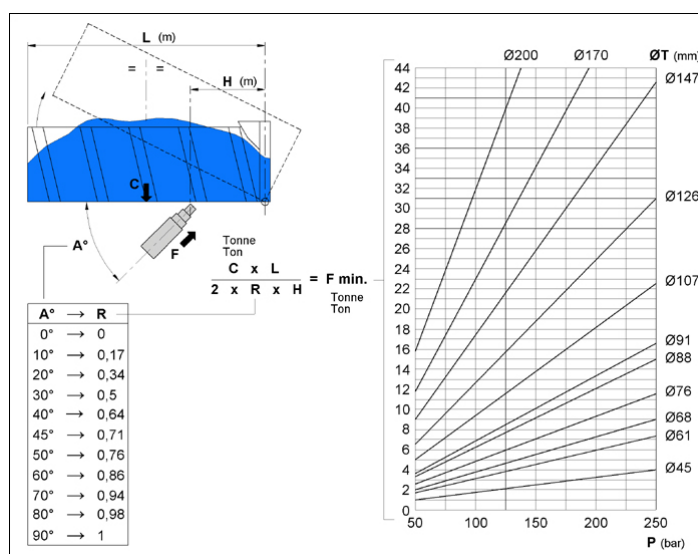 L (m)
= =
H (m)
C
F
A°
Tonne
Ton
C x L
2 x R x H
= F min.
Tonne
Ton
A° → R
0° → 0
10° → 0,17
20° → 0,34
30° → 0,5
40° → 0,64
45° → 0,71
50° → 0,76
60° → 0,86
70° → 0,94
80° → 0,98
90° → 1
Ø200
Ø170
ØT (mm)
Ø147
Ø126
Ø107
Ø91
Ø88
Ø76
Ø68
Ø61
Ø45
44
42
40
38
36
34
32
30
28
26
24
22
20
18
16
14
12
10
8
6
4
2
0
50 100 150 200 250
P (bar)